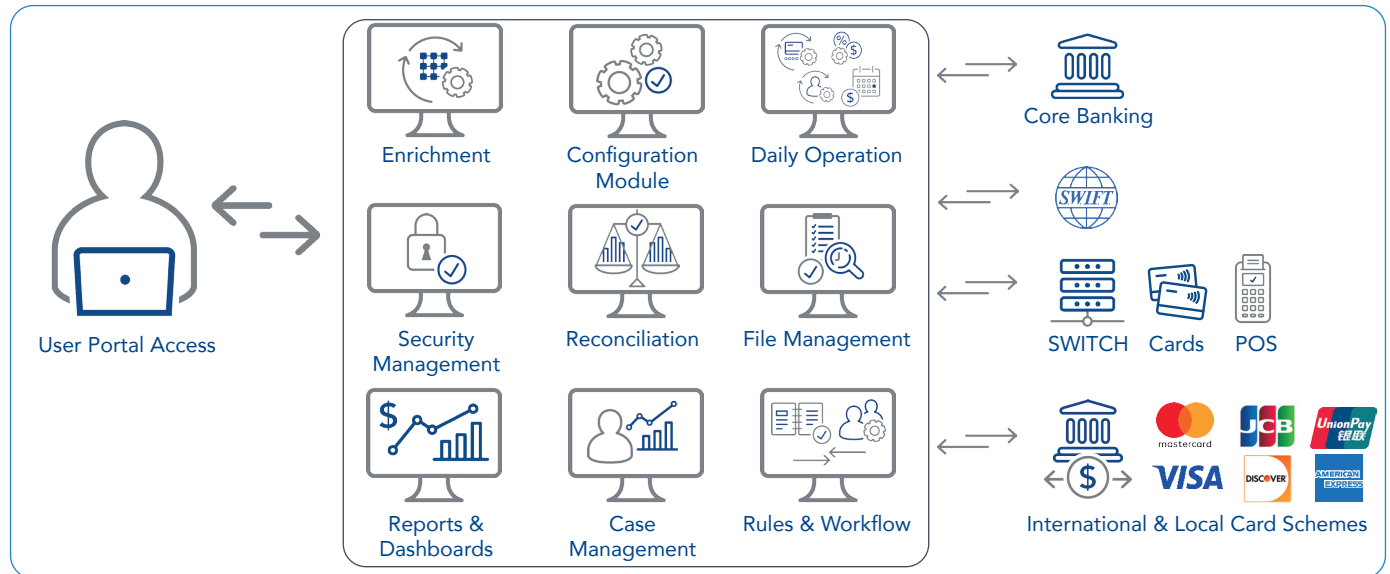 Enrichment
Configuration
Module
Daily Operation
% $
$
Core Banking
SWIFT
User Portal Access
Security
Management
Reconciliation
File Management
SWITCH
Cards
POS
$
Reports &
Dashboards
Case
Management
Rules & Workflow
$
mastercard
JCB
UnionPay
银联
VISA
DISCOVER
AMERICAN
EXPRESS
International & Local Card Schemes